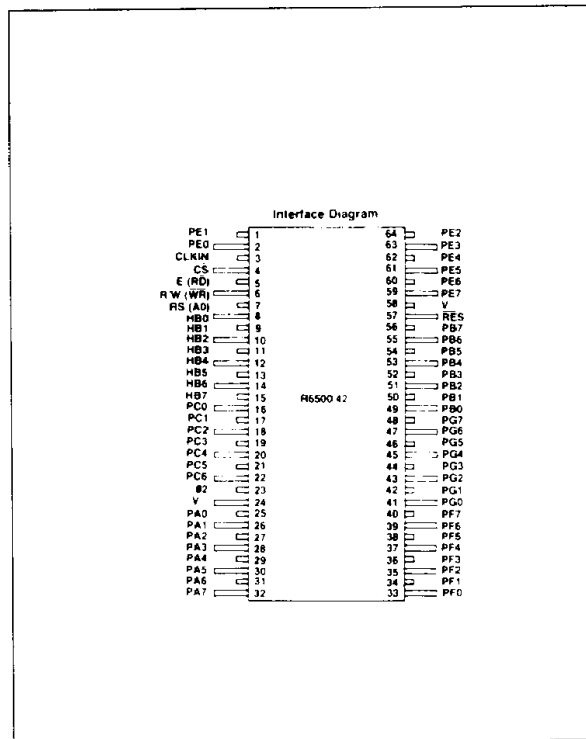 Interface Diagram
PE1 1 64 PE2
PE0 2 63 PE3
CLKIN 3 62 PE4
CS 4 61 PE5
E (R̅D̅) 5 60 PE6
R/W (W̅R̅) 6 59 PE7
RS (A0) 7 58 V
HB0 8 57 R̅E̅S̅
HB1 9 56 PB7
HB2 10 55 PB6
HB3 11 54 PB5
HB4 12 53 PB4
HB5 13 52 PB3
HB6 14 51 PB2
HB7 15 50 PB1
PC0 16 R6500 42 49 PB0
PC1 17 48 PG7
PC2 18 47 PG6
PC3 19 46 PG5
PC4 20 45 PG4
PC5 21 44 PG3
PC6 22 43 PG2
Ø2 23 42 PG1
V 24 41 PG0
PA0 25 40 PF7
PA1 26 39 PF6
PA2 27 38 PF5
PA3 28 37 PF4
PA4 29 36 PF3
PA5 30 35 PF2
PA6 31 34 PF1
PA7 32 33 PF0